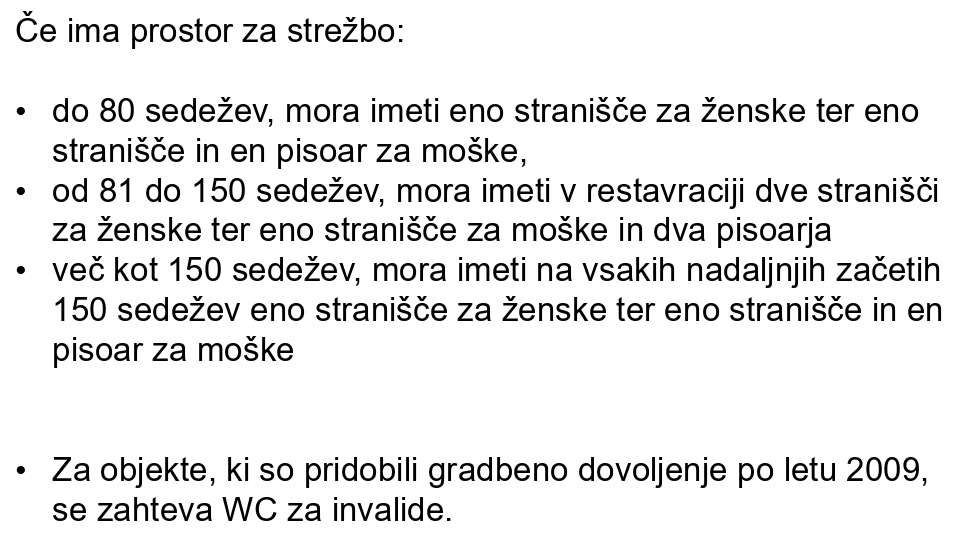 Če ima prostor za strežbo:
• do 80 sedežev, mora imeti eno stranišče za ženske ter eno
stranišče in en pisoar za moške,
• od 81 do 150 sedežev, mora imeti v restavraciji dve stranišči
za ženske ter eno stranišče za moške in dva pisoarja
• več kot 150 sedežev, mora imeti na vsakih nadaljnjih začetih
150 sedežev eno stranišče za ženske ter eno stranišče in en
pisoar za moške
• Za objekte, ki so pridobili gradbeno dovoljenje po letu 2009,
se zahteva WC za invalide.